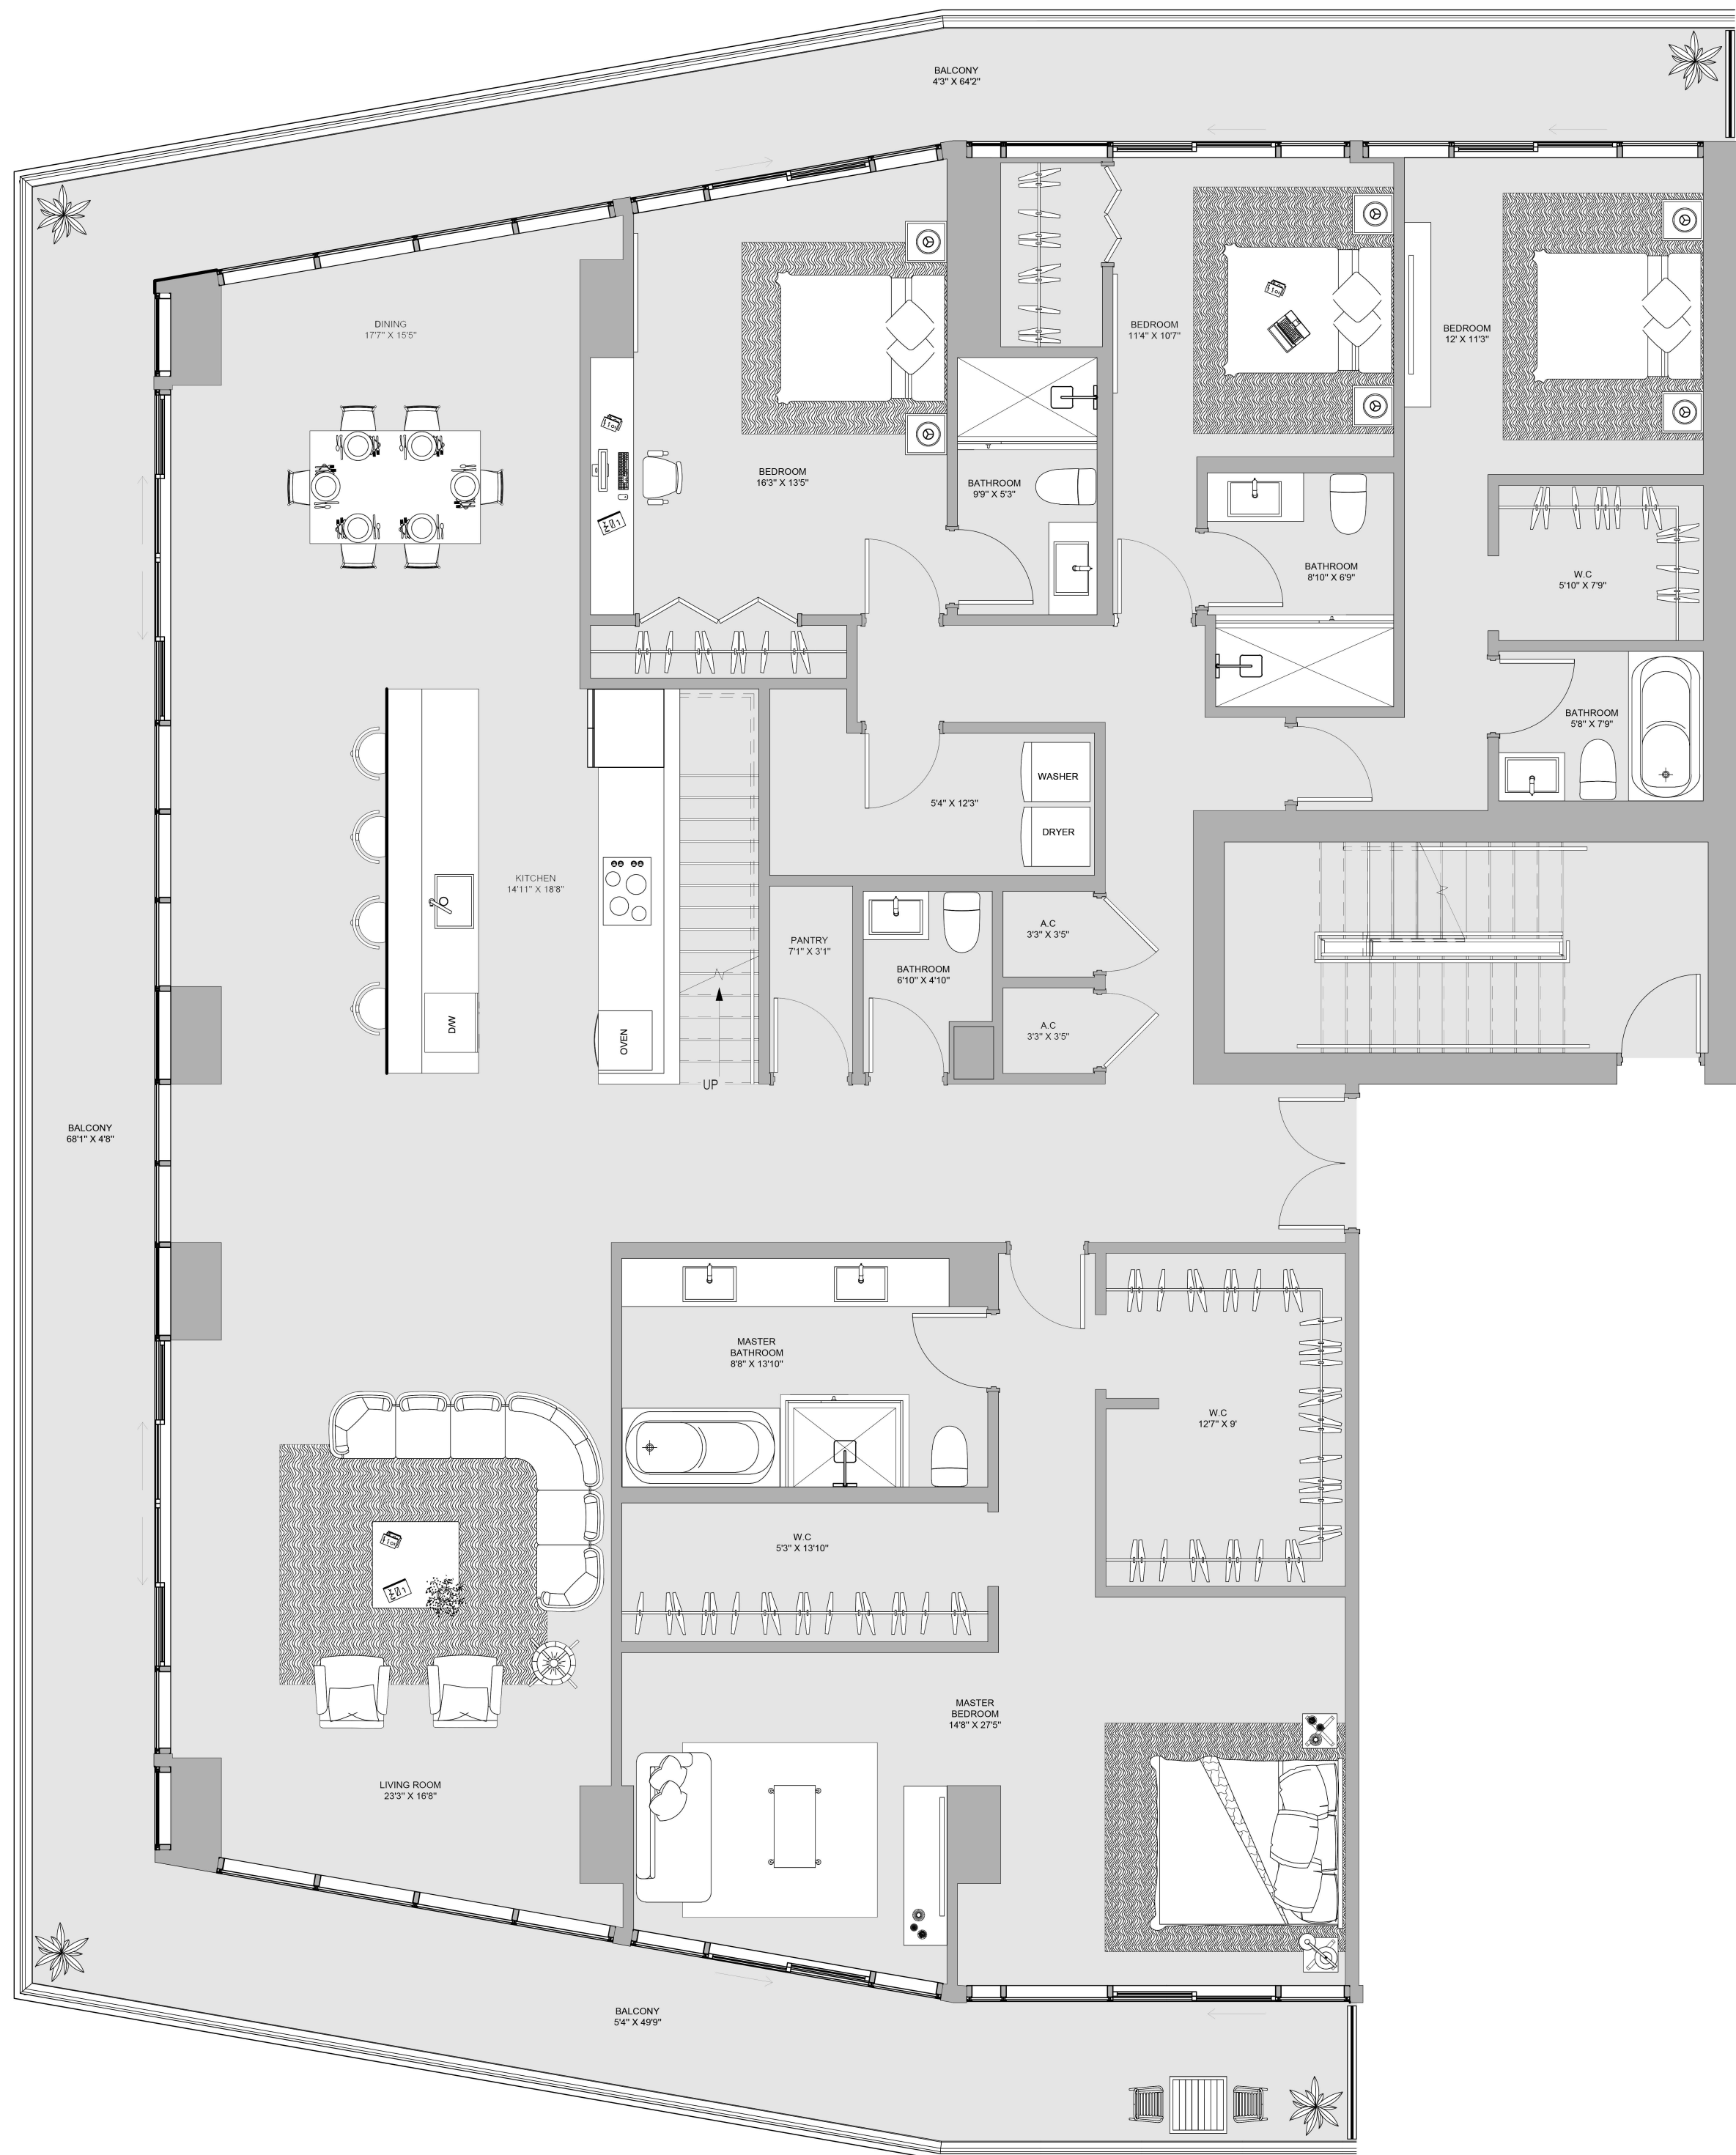 BALCONY
4'3" X 64'2"
DINING
17'7" X 15'5"
BEDROOM
11'4" X 10'7"
BEDROOM
12' X 11'3"
BEDROOM
16'3" X 13'5"
BATHROOM
9'9" X 5'3"
BATHROOM
8'10" X 6'9"
W.C
5'10" X 7'9"
BATHROOM
5'8" X 7'9"
WASHER
5'4" X 12'3"
DRYER
KITCHEN
14'11" X 18'8"
A.C
3'3" X 3'5"
PANTRY
7'1" X 3'1"
BATHROOM
6'10" X 4'10"
D/W
OVEN
A.C
3'3" X 3'5"
UP
BALCONY
68'1" X 4'8"
MASTER
BATHROOM
8'8" X 13'10"
W.C
12'7" X 9'
W.C
5'3" X 13'10"
MASTER
BEDROOM
14'8" X 27'5"
LIVING ROOM
23'3" X 16'8"
BALCONY
5'4" X 49'9"